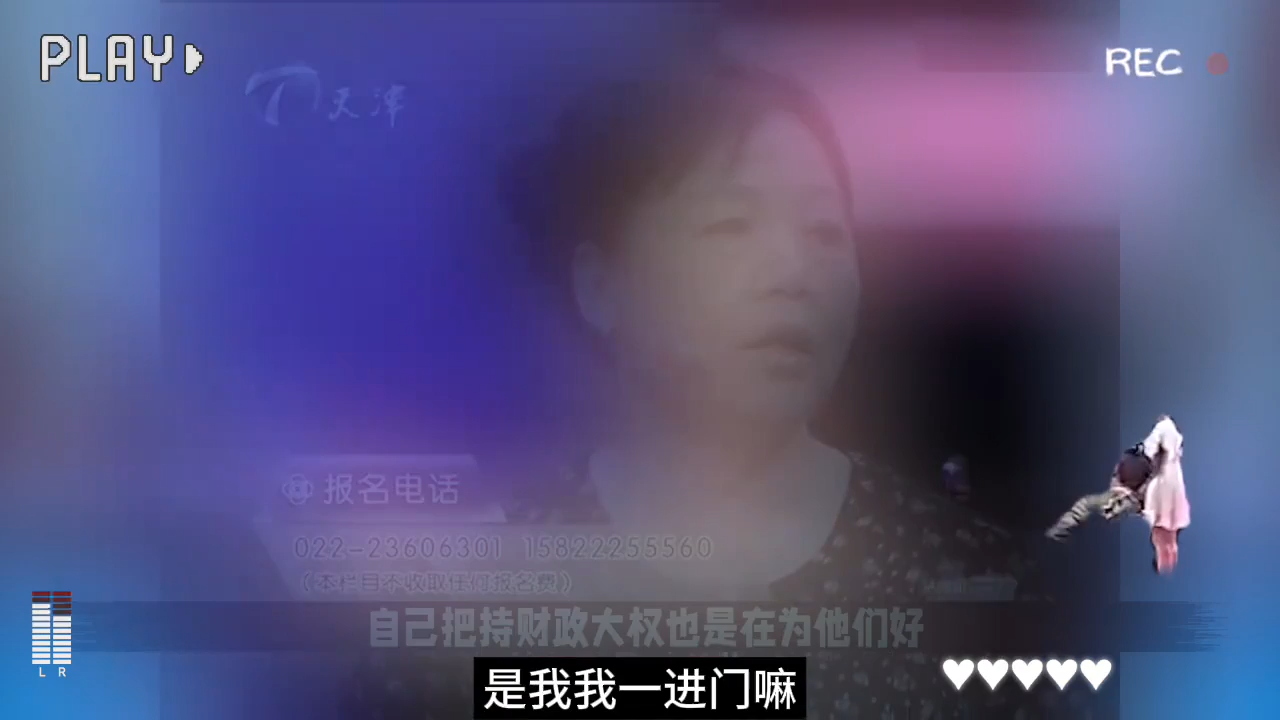 PLAY
REC
天津
报名电话
022-23606301 15822255560
(本栏目不收取任何报名费)
自己把持财政大权也是在为他们好
是我我一进门嘛
L R